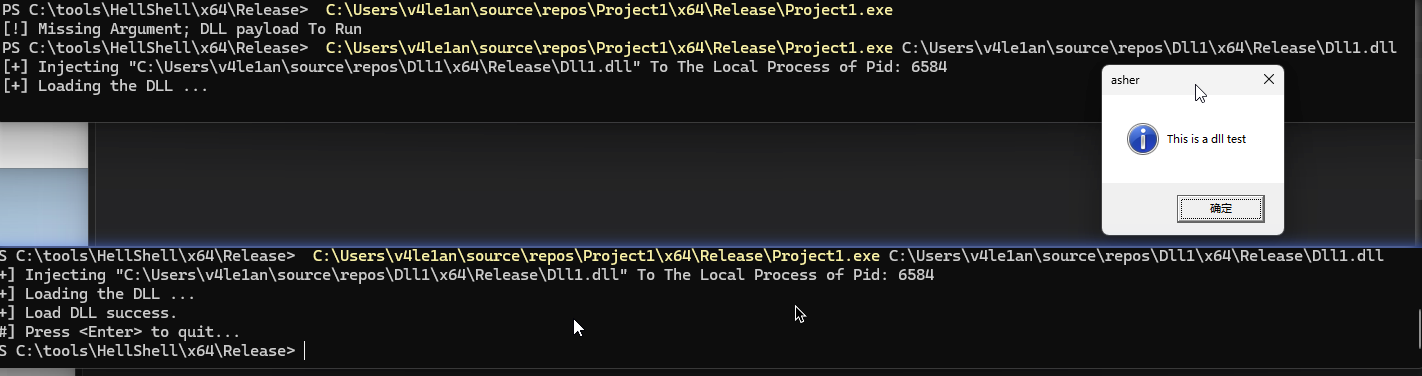 PS C:\tools\HellShell\x64\Release>  C:\Users\v4le1an\source\repos\Project1\x64\Release\Project1.exe
[!] Missing Argument; DLL payload To Run
PS C:\tools\HellShell\x64\Release>  C:\Users\v4le1an\source\repos\Project1\x64\Release\Project1.exe C:\Users\v4le1an\source\repos\Dll1\x64\Release\Dll1.dll
[+] Injecting "C:\Users\v4le1an\source\repos\Dll1\x64\Release\Dll1.dll" To The Local Process of Pid: 6584
[+] Loading the DLL ...
asher
This is a dll test
确定
S C:\tools\HellShell\x64\Release>  C:\Users\v4le1an\source\repos\Project1\x64\Release\Project1.exe C:\Users\v4le1an\source\repos\Dll1\x64\Release\Dll1.dll
+] Injecting "C:\Users\v4le1an\source\repos\Dll1\x64\Release\Dll1.dll" To The Local Process of Pid: 6584
+] Loading the DLL ...
+] Load DLL success.
#] Press <Enter> to quit...
S C:\tools\HellShell\x64\Release>